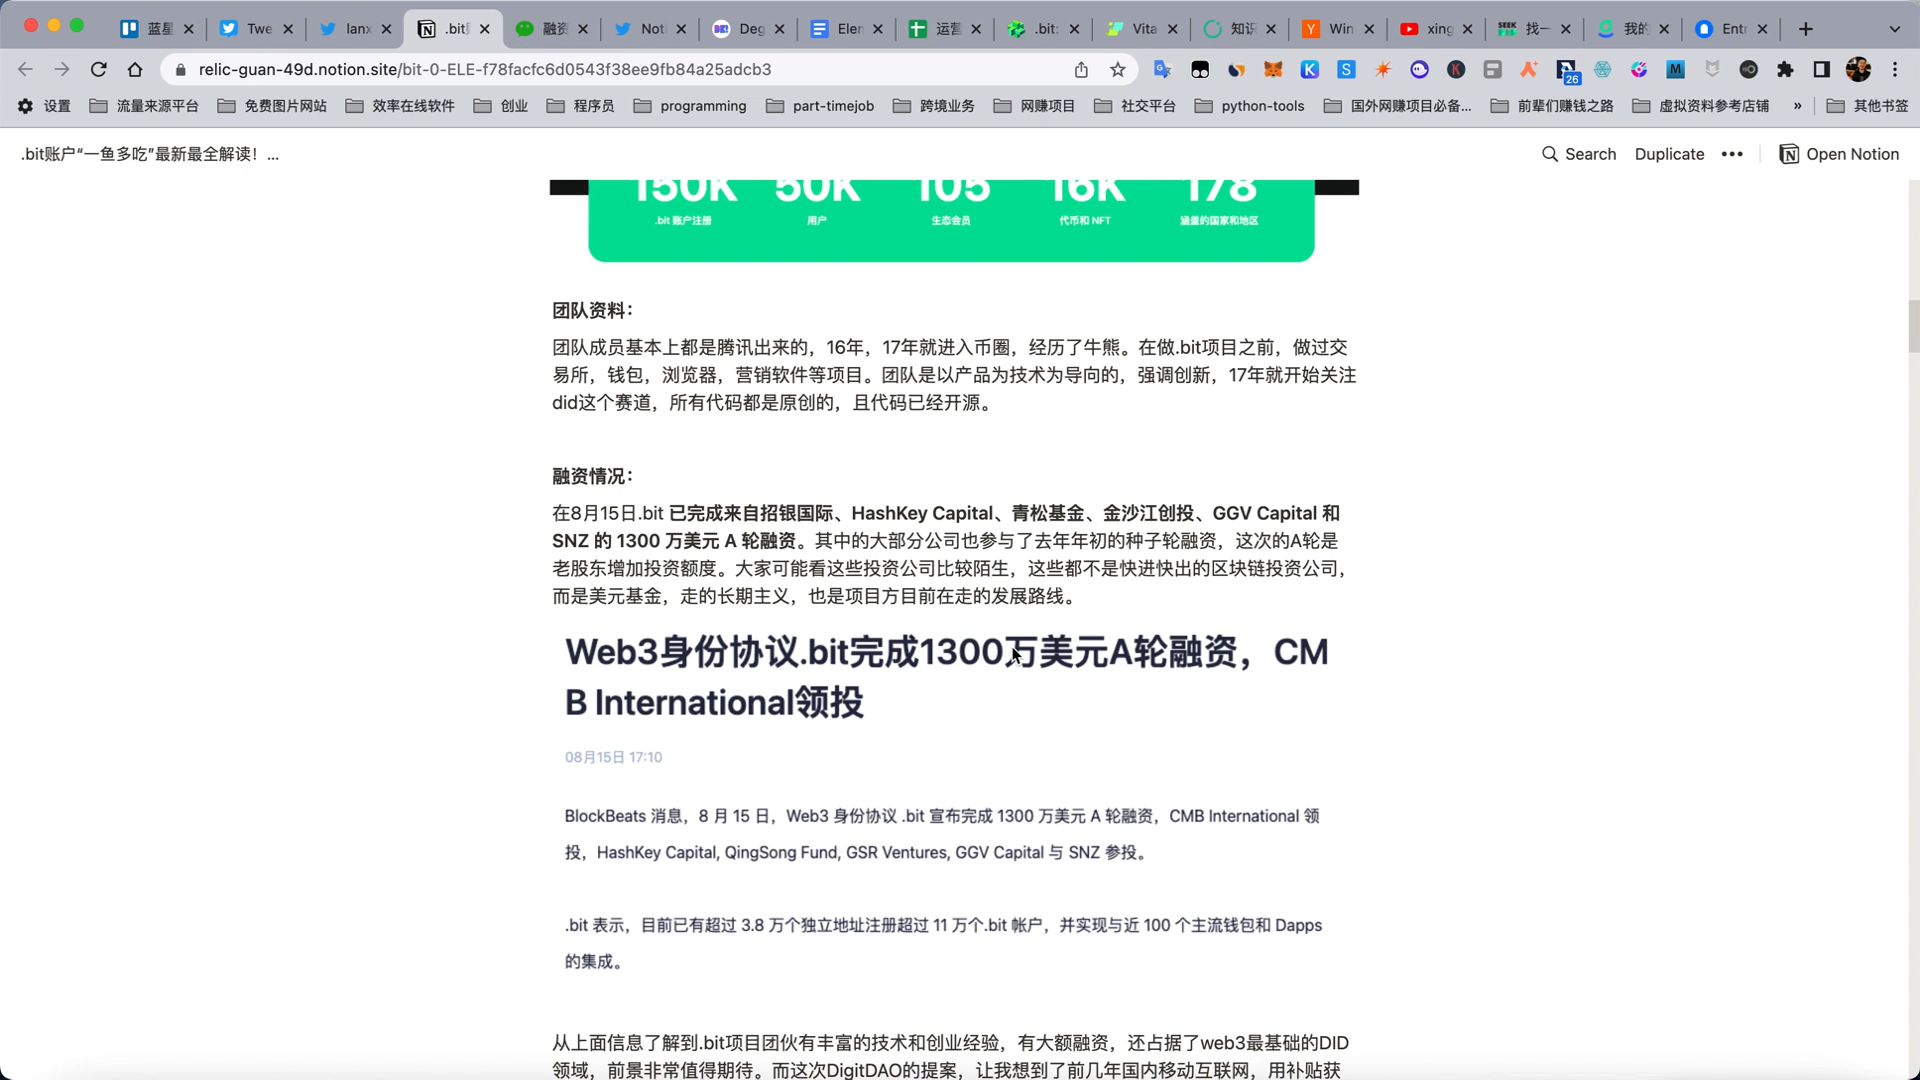 蓝星
Twe
lanx
.bit
融资
Noti
Deg
Elen
运营
.bit:
Vita
知识
Win
xing
找一
我的
Entr
relic-guan-49d.notion.site/bit-0-ELE-f78facfc6d0543f38ee9fb84a25adcb3
26
设置
流量来源平台
免费图片网站
效率在线软件
创业
程序员
programming
part-timejob
跨境业务
网赚项目
社交平台
python-tools
国外网赚项目必备...
前辈们赚钱之路
虚拟资料参考店铺
»
其他书签
.bit账户“一鱼多吃”最新最全解读！...
Search
Duplicate
•••
Open Notion
150K 50K 105 16K 178
.bit 账户注册 用户 生态会员 代币和 NFT 涵盖的国家和地区
团队资料：
团队成员基本上都是腾讯出来的，16年，17年就进入币圈，经历了牛熊。在做.bit项目之前，做过交
易所，钱包，浏览器，营销软件等项目。团队是以产品为技术为导向的，强调创新，17年就开始关注
did这个赛道，所有代码都是原创的，且代码已经开源。
融资情况：
在8月15日.bit 已完成来自招银国际、HashKey Capital、青松基金、金沙江创投、GGV Capital 和
SNZ 的 1300 万美元 A 轮融资。其中的大部分公司也参与了去年年初的种子轮融资，这次的A轮是
老股东增加投资额度。大家可能看这些投资公司比较陌生，这些都不是快进快出的区块链投资公司，
而是美元基金，走的长期主义，也是项目方目前在走的发展路线。
Web3身份协议.bit完成1300万美元A轮融资，CM
B International领投
08月15日 17:10
BlockBeats 消息，8 月 15 日，Web3 身份协议 .bit 宣布完成 1300 万美元 A 轮融资，CMB International 领
投，HashKey Capital, QingSong Fund, GSR Ventures, GGV Capital 与 SNZ 参投。
.bit 表示，目前已有超过 3.8 万个独立地址注册超过 11 万个.bit 帐户，并实现与近 100 个主流钱包和 Dapps
的集成。
从上面信息了解到.bit项目团伙有丰富的技术和创业经验，有大额融资，还占据了web3最基础的DID
领域，前景非常值得期待。而这次DigitDAO的提案，让我想到了前几年国内移动互联网，用补贴获